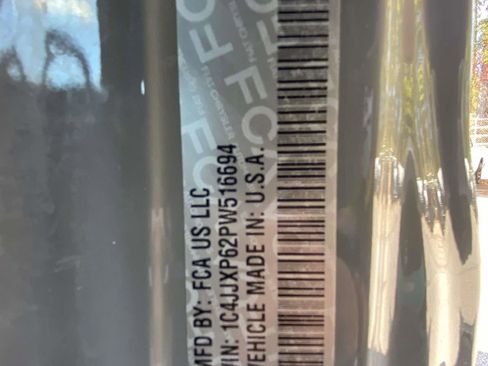 MFD BY: FCA US LLC
VIN: 1C4JJXP62PW516694
VEHICLE MADE IN: U.S.A.